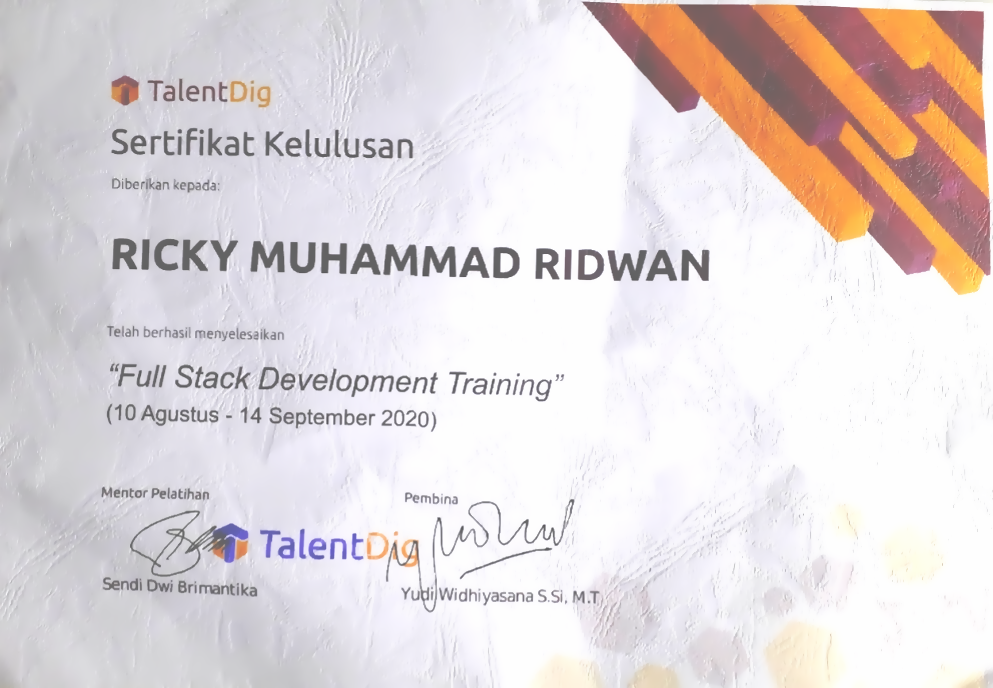 TalentDig
Sertifikat Kelulusan
Diberikan kepada:
RICKY MUHAMMAD RIDWAN
Telah berhasil menyelesaikan
“Full Stack Development Training”
(10 Agustus - 14 September 2020)
Mentor Pelatihan
Pembina
TalentDig
Sendi Dwi Brimantika
Yudi Widhiyasana S.Si, M.T